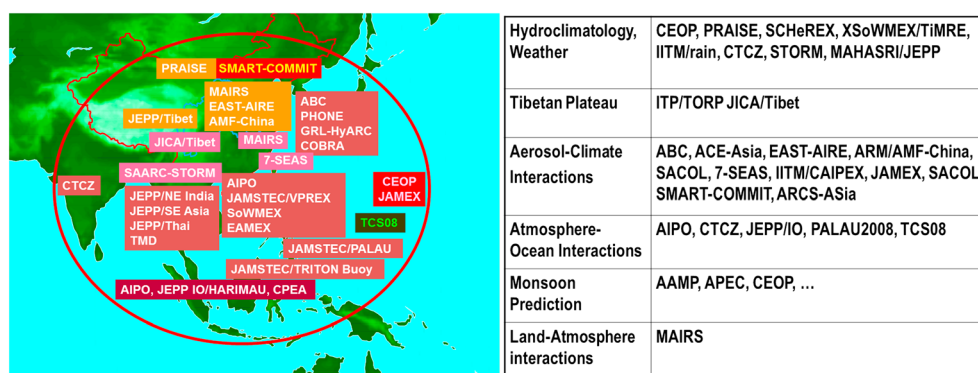 PRAISE
SMART-COMMIT
MAIRS
EAST-AIRE
AMF-China
ABC
PHONE
GRL-HyARC
COBRA
JEPP/Tibet
JICA/Tibet
MAIRS
7-SEAS
SAARC-STORM
CTCZ
JEPP/NE India
JEPP/SE Asia
JEPP/Thai
TMD
AIPO
JAMSTEC/VPREX
SoWMEX
EAMEX
CEOP
JAMEX
TCS08
JAMSTEC/PALAU
JAMSTEC/TRITON Buoy
AIPO, JEPP IO/HARIMAU, CPEA
Hydroclimatology,
Weather
CEOP, PRAISE, SCHeREX, XSoWMEX/TiMRE,
IITM/rain, CTCZ, STORM, MAHASRI/JEPP
Tibetan Plateau
ITP/TORP JICA/Tibet
Aerosol-Climate
Interactions
ABC, ACE-Asia, EAST-AIRE, ARM/AMF-China,
SACOL, 7-SEAS, IITM/CAIPEX, JAMEX, SACOL
SMART-COMMIT, ARCS-ASia
Atmosphere-
Ocean Interactions
AIPO, CTCZ, JEPP/IO, PALAU2008, TCS08
Monsoon
Prediction
AAMP, APEC, CEOP, …
Land-Atmosphere
interactions
MAIRS